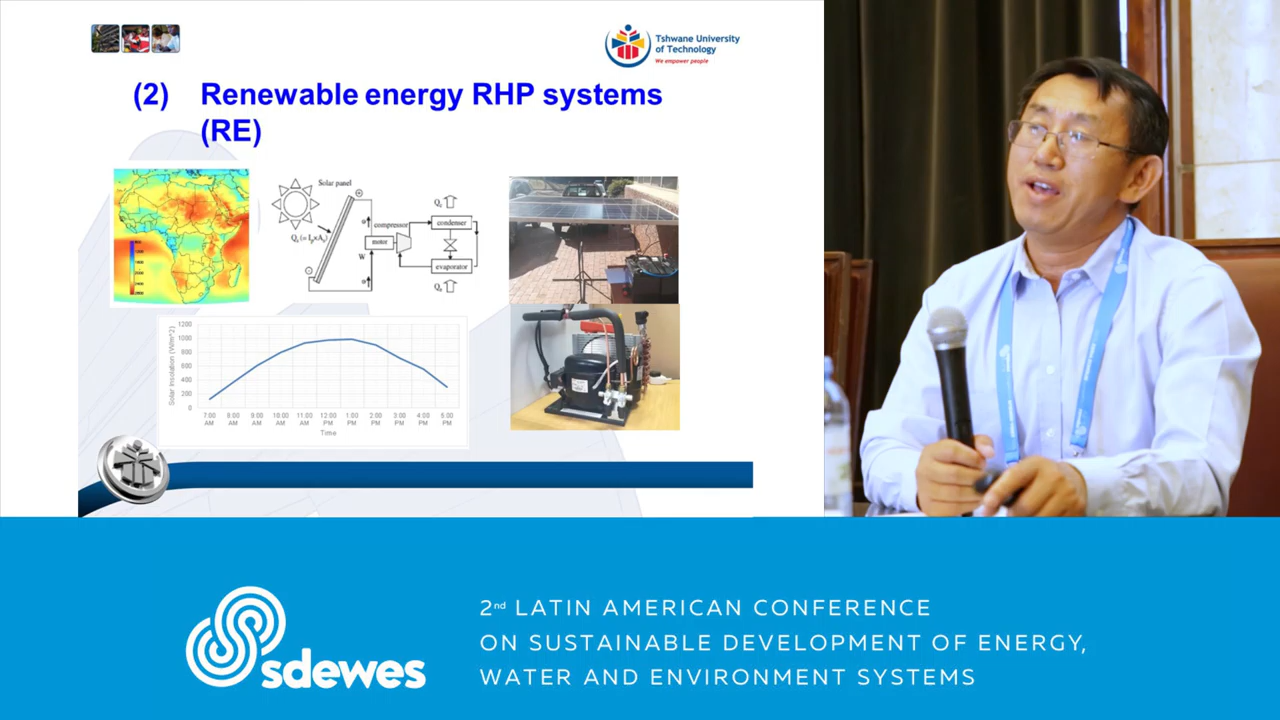 Tshwane University
of Technology
We empower people
(2) Renewable energy RHP systems
(RE)
Solar panel
Qₛ (= IₚxAₛ)
W
motor
compressor
Qc
condenser
evaporator
Qe
Solar Insolation (W/m^2)
1200
1000
800
600
400
200
0
7:00 8:00 9:00 10:00 11:00 12:00 1:00 2:00 3:00 4:00 5:00
AM AM AM AM AM PM PM PM PM PM PM
Time
sdewes
2nd LATIN AMERICAN CONFERENCE
ON SUSTAINABLE DEVELOPMENT OF ENERGY,
WATER AND ENVIRONMENT SYSTEMS